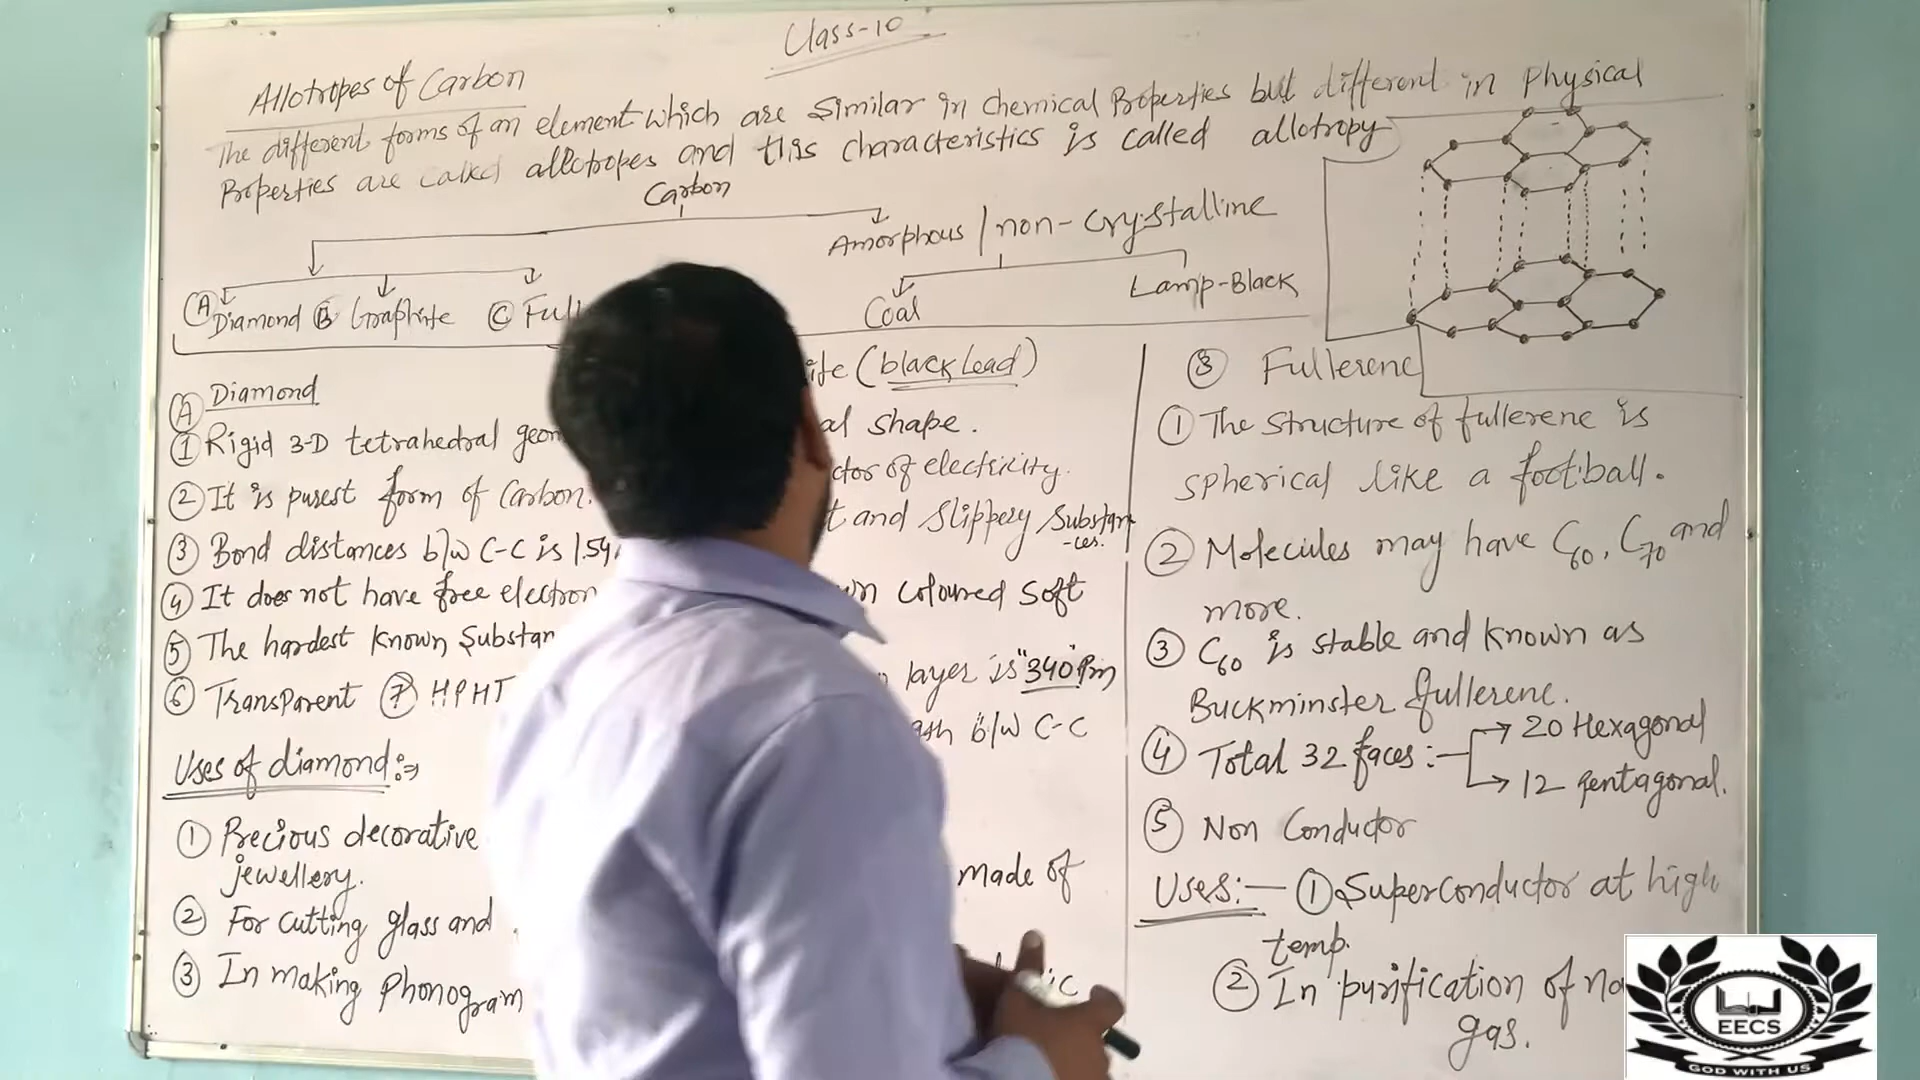 Class-10
Allotropes of Carbon
The different forms of an element which are similar in chemical Properties but different in physical
Properties are called allotropes and this characteristics is called allotropy
Carbon
Amorphous / non-crystalline
(A) Diamond (B) Graphite (C) Full
Coal
Lamp-Black
(A) Diamond
(1) Rigid 3-D tetrahedral geom
(2) It is purest form of Carbon.
(3) Bond distances b/w C-C is 1.54
(4) It does not have free electron
(5) The hardest known Substan
(6) Transparent (7) HPHT
Uses of diamond:⇒
(1) Precious decorative
jewellery.
(2) For cutting glass and
(3) In making Phonogram
ite (black Lead)
al shape.
ctor of electricity.
t and slippery substan
-ces.
wn coloured soft
layer is "340" Pm
gth b/w C-C
made of
ic
(3) Fullerene
(1) The structure of fullerene is
spherical like a football.
(2) Molecules may have C60, C70 and
more.
(3) C60 is stable and known as
Buckminster fullerene.
(4) Total 32 faces :- → 20 Hexagonal
→ 12 pentagonal.
(5) Non Conductor
Uses:— (1) Superconductor at high
temp.
(2) In purification of na
gas.
EECS
GOD WITH US